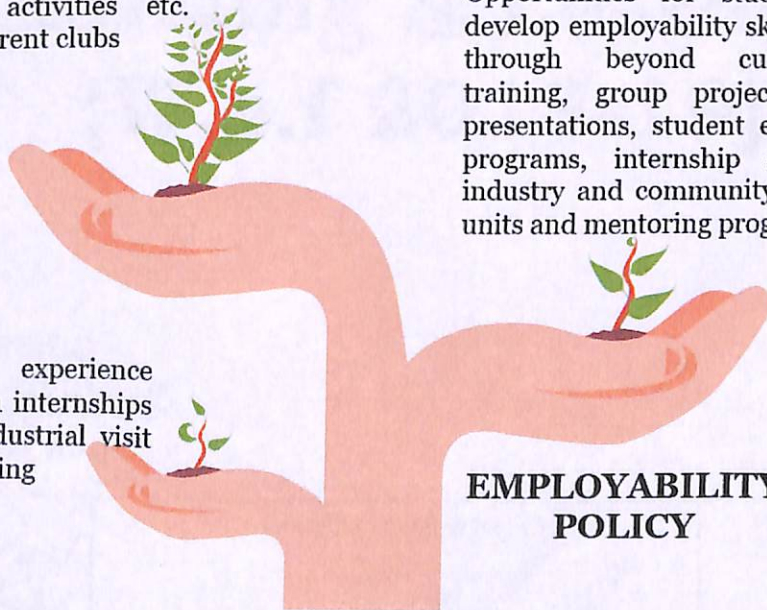 activities etc.
rent clubs
develop employability sk
through beyond cu
training, group projec
presentations, student e
programs, internship
industry and community
units and mentoring prog
experience
internships
dustrial visit
ing
EMPLOYABILITY
POLICY